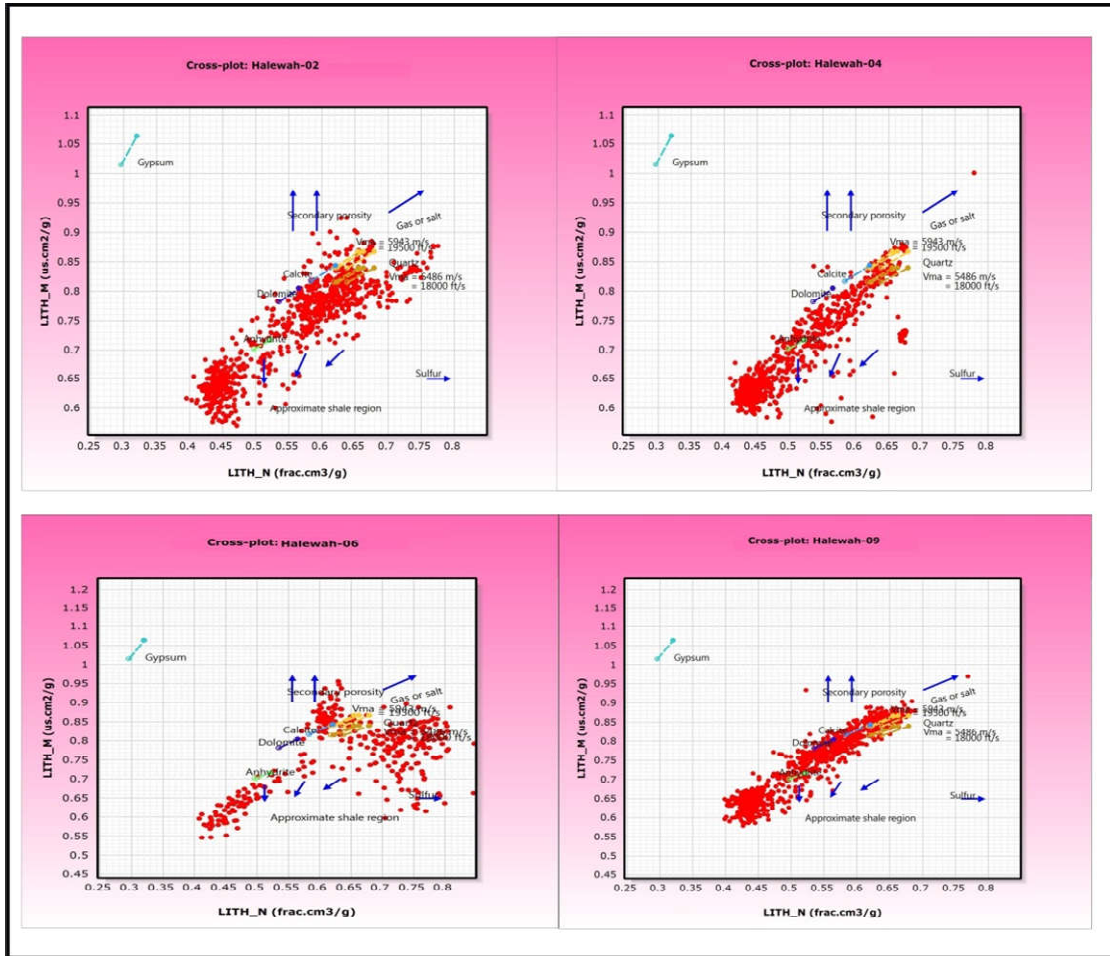 Cross-plot: Halewah-02
1.1
1.05
1
0.95
0.9
0.85
0.8
0.75
0.7
0.65
0.6
LITH_M (us.cm2/g)
Gypsum
Secondary porosity
Gas or salt
Vma = 5943 m/s
= 19500 ft/s
Calcite
Quartz
Vma = 5486 m/s
= 18000 ft/s
Dolomite
Anhydrite
Sulfur
Approximate shale region
0.25 0.3 0.35 0.4 0.45 0.5 0.55 0.6 0.65 0.7 0.75 0.8
LITH_N (frac.cm3/g)
Cross-plot: Halewah-04
1.1
1.05
1
0.95
0.9
0.85
0.8
0.75
0.7
0.65
0.6
LITH_M (us.cm2/g)
Gypsum
Secondary porosity
Gas or salt
Vma = 5943 m/s
= 19500 ft/s
Calcite
Quartz
Vma = 5486 m/s
= 18000 ft/s
Dolomite
Anhydrite
Sulfur
Approximate shale region
0.25 0.3 0.35 0.4 0.45 0.5 0.55 0.6 0.65 0.7 0.75 0.8
LITH_N (frac.cm3/g)
Cross-plot: Halewah-06
1.2
1.15
1.1
1.05
1
0.95
0.9
0.85
0.8
0.75
0.7
0.65
0.6
0.55
0.5
0.45
LITH_M (us.cm2/g)
Gypsum
Secondary porosity
Gas or salt
Vma = 5943 m/s
= 19500 ft/s
Calcite
Quartz
Dolomite
Anhydrite
Sulfur
Approximate shale region
0.25 0.3 0.35 0.4 0.45 0.5 0.55 0.6 0.65 0.7 0.75 0.8
LITH_N (frac.cm3/g)
Cross-plot: Halewah-09
1.2
1.15
1.1
1.05
1
0.95
0.9
0.85
0.8
0.75
0.7
0.65
0.6
0.55
0.5
0.45
LITH_M (us.cm2/g)
Gypsum
Secondary porosity
Gas or salt
Vma = 5943 m/s
= 19500 ft/s
Calcite
Quartz
Vma = 5486 m/s
= 18000 ft/s
Dolomite
Anhydrite
Sulfur
Approximate shale region
0.25 0.3 0.35 0.4 0.45 0.5 0.55 0.6 0.65 0.7 0.75 0.8
LITH_N (frac.cm3/g)